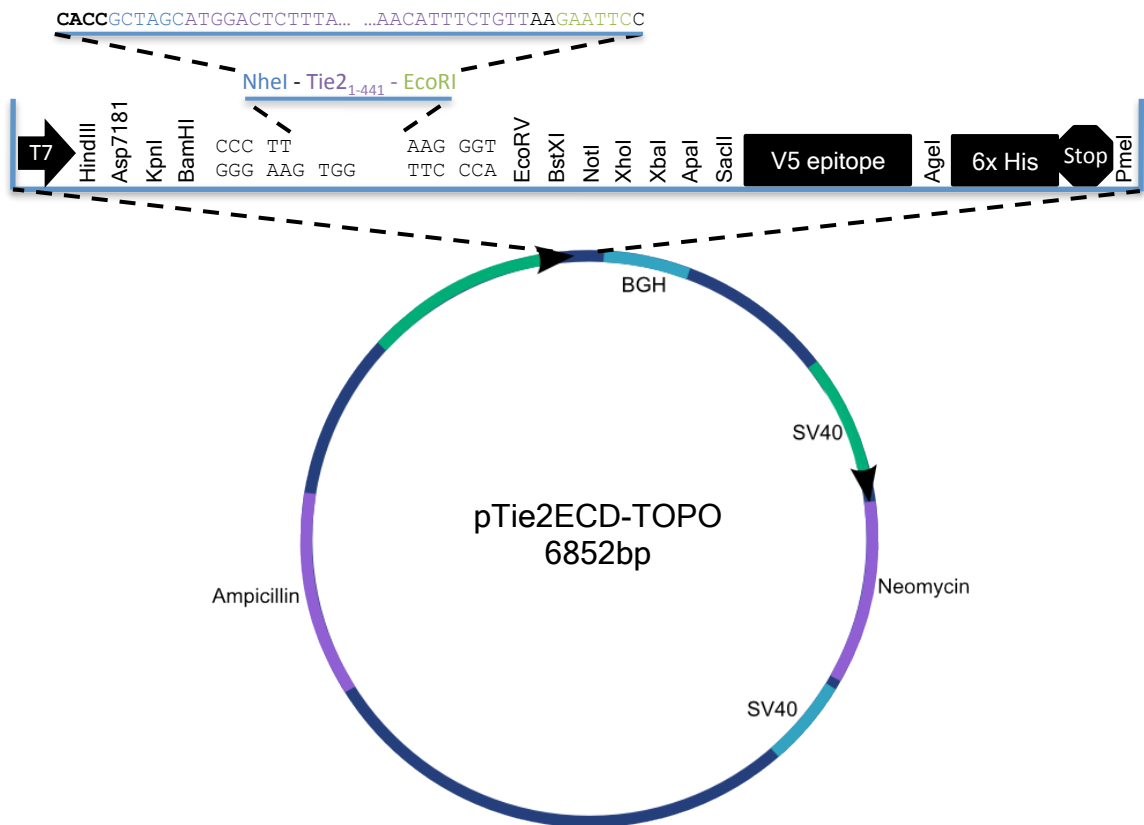 CACCGCTAGCATGGACTCTTTA... ...AACATTTCTGTTAAGAATTCC
NheI - Tie2₁₋₄₄₁ - EcoRI
T7
HindIII
Asp7181
KpnI
BamHI
CCC TT
GGG AAG TGG
AAG GGT
TTC CCA
EcoRV
BstXI
NotI
XhoI
XbaI
ApaI
SacII
V5 epitope
AgeI
6x His
Stop
PmeI
BGH
SV40
pTie2ECD-TOPO
6852bp
Ampicillin
Neomycin
SV40